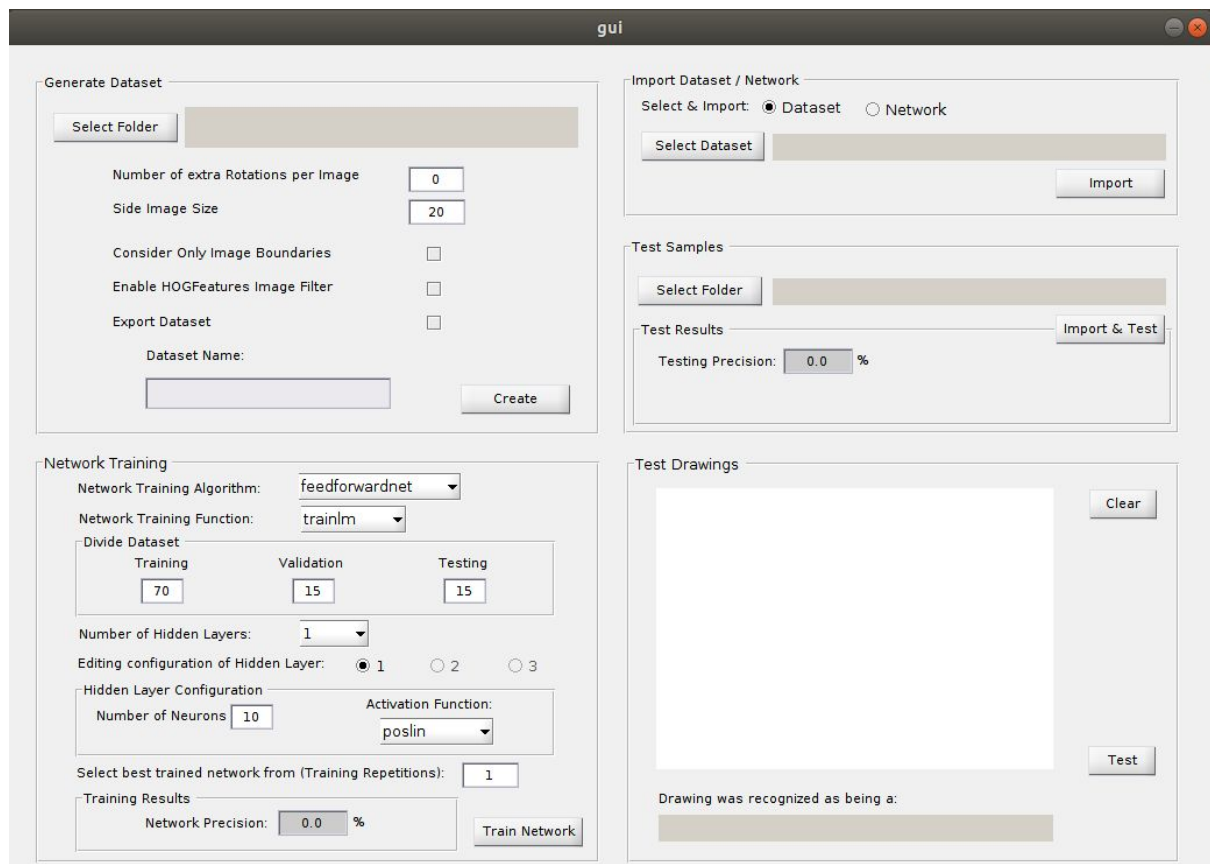 gui
Generate Dataset
Select Folder
Number of extra Rotations per Image 0
Side Image Size 20
Consider Only Image Boundaries
Enable HOGFeatures Image Filter
Export Dataset
Dataset Name:
Create
Import Dataset / Network
Select & Import: Dataset Network
Select Dataset
Import
Test Samples
Select Folder
Import & Test
Test Results
Testing Precision: 0.0 %
Network Training
Network Training Algorithm: feedforwardnet
Network Training Function: trainlm
Divide Dataset
Training Validation Testing
70 15 15
Number of Hidden Layers: 1
Editing configuration of Hidden Layer: 1 2 3
Hidden Layer Configuration
Number of Neurons 10
Activation Function:
poslin
Select best trained network from (Training Repetitions): 1
Training Results
Network Precision: 0.0 %
Train Network
Test Drawings
Clear
Test
Drawing was recognized as being a: